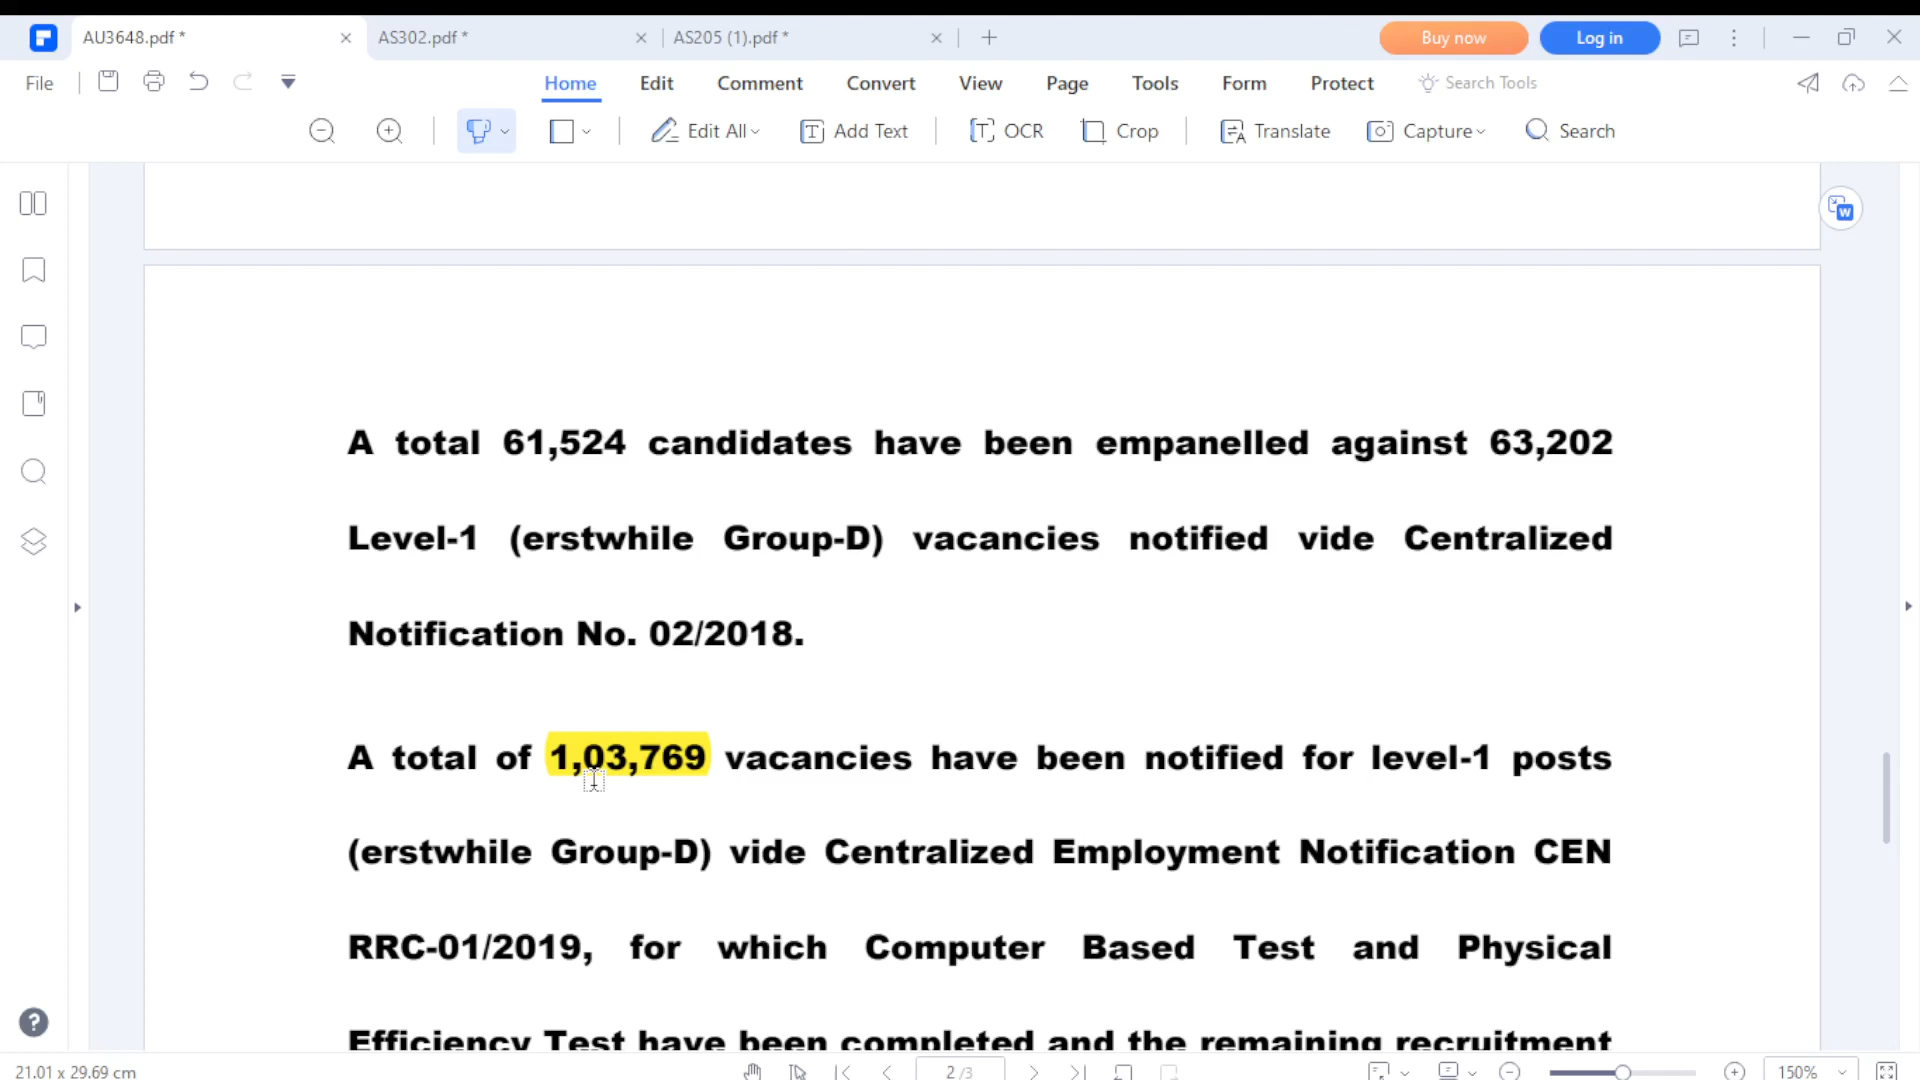 AU3648.pdf *
AS302.pdf *
AS205 (1).pdf *
Buy now
Log in
File
Home
Edit
Comment
Convert
View
Page
Tools
Form
Protect
Search Tools
Edit All
Add Text
OCR
Crop
Translate
Capture
Search
A total 61,524 candidates have been empanelled against 63,202
Level-1 (erstwhile Group-D) vacancies notified vide Centralized
Notification No. 02/2018.
A total of 1,03,769 vacancies have been notified for level-1 posts
(erstwhile Group-D) vide Centralized Employment Notification CEN
RRC-01/2019, for which Computer Based Test and Physical
Efficiency Test have been completed and the remaining recruitment
21.01 x 29.69 cm
2 /3
150%